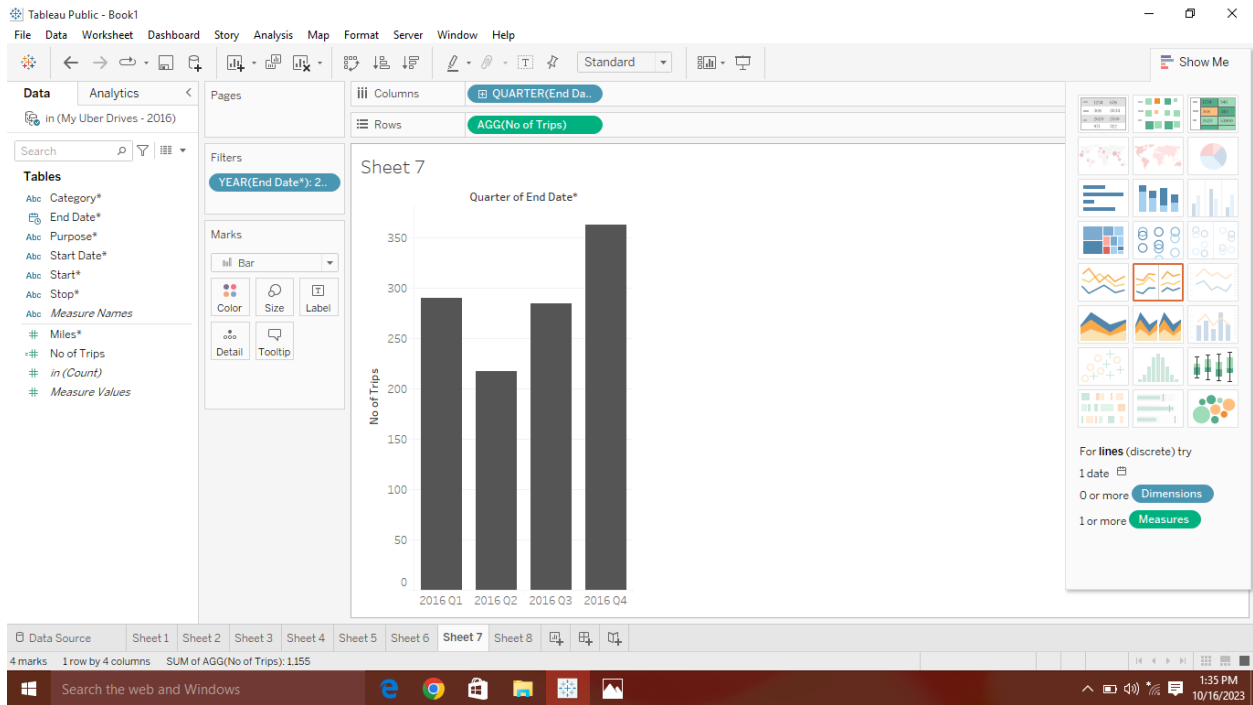 Tableau Public - Book1
File Data Worksheet Dashboard Story Analysis Map Format Server Window Help
Standard
Show Me
Data Analytics
in (My Uber Drives - 2016)
Search
Tables
Abc Category*
End Date*
Abc Purpose*
Abc Start Date*
Abc Start*
Abc Stop*
Abc Measure Names
# Miles*
=# No of Trips
# in (Count)
# Measure Values
Pages
Filters
YEAR(End Date*): 2..
Marks
Bar
Color Size Label
Detail Tooltip
Columns QUARTER(End Da..
Rows AGG(No of Trips)
Sheet 7
Quarter of End Date*
No of Trips
350
300
250
200
150
100
50
0
2016 Q1 2016 Q2 2016 Q3 2016 Q4
For lines (discrete) try
1 date
0 or more Dimensions
1 or more Measures
Data Source Sheet 1 Sheet 2 Sheet 3 Sheet 4 Sheet 5 Sheet 6 Sheet 7 Sheet 8
4 marks 1 row by 4 columns SUM of AGG(No of Trips): 1,155
Search the web and Windows
1:35 PM
10/16/2023